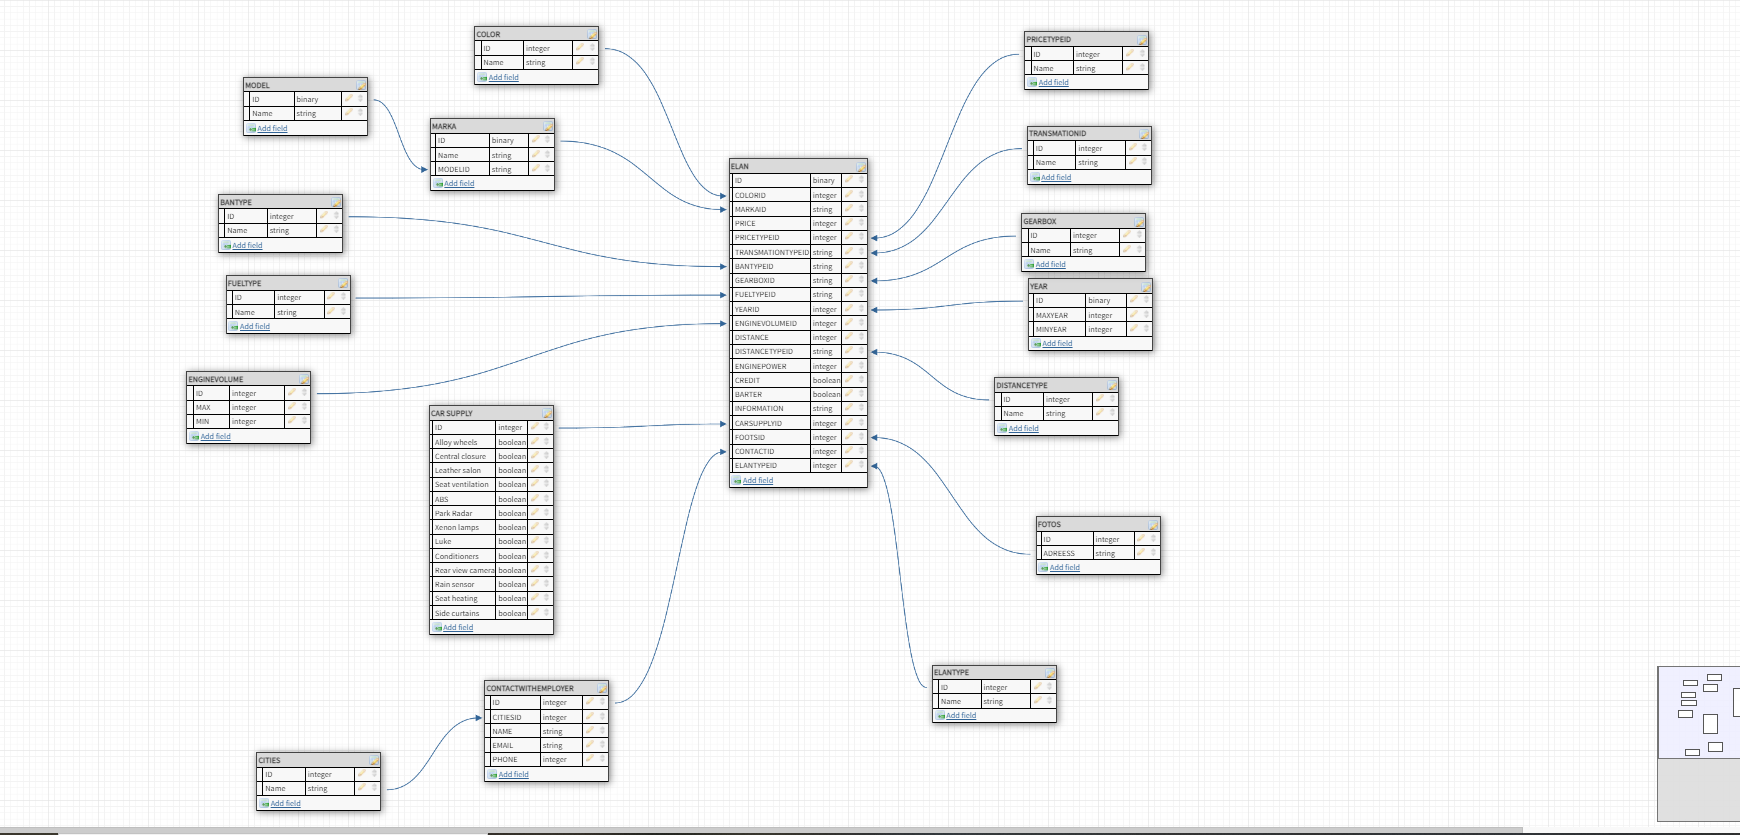 COLOR
ID integer
Name string
Add field
MODEL
ID binary
Name string
Add field
MARKA
ID binary
Name string
MODELID string
Add field
BANTYPE
ID integer
Name string
Add field
FUELTYPE
ID integer
Name string
Add field
ENGINEVOLUME
ID integer
MAX integer
MIN integer
Add field
CAR SUPPLY
ID integer
Alloy wheels boolean
Central closure boolean
Leather salon boolean
Seat ventilation boolean
ABS boolean
Park Radar boolean
Xenon lamps boolean
Luke boolean
Conditioners boolean
Rear view camera boolean
Rain sensor boolean
Seat heating boolean
Side curtains boolean
Add field
CONTACTWITHEMPLOYER
ID integer
CITIESID integer
NAME string
EMAIL string
PHONE integer
Add field
CITIES
ID integer
Name string
Add field
ELAN
ID binary
COLORID integer
MARKAID string
PRICE integer
PRICETYPEID integer
TRANSMATIONTYPEID string
BANTYPEID string
GEARBOXID string
FUELTYPEID string
YEARID integer
ENGINEVOLUMEID integer
DISTANCE integer
DISTANCETYPEID string
ENGINEPOWER integer
CREDIT boolean
BARTER boolean
INFORMATION string
CARSUPPLYID integer
FOOTSID integer
CONTACTID integer
ELANTYPEID integer
Add field
PRICETYPEID
ID integer
Name string
Add field
TRANSMATIONID
ID integer
Name string
Add field
GEARBOX
ID integer
Name string
Add field
YEAR
ID binary
MAXYEAR integer
MINYEAR integer
Add field
DISTANCETYPE
ID integer
Name string
Add field
FOTOS
ID integer
ADREESS string
Add field
ELANTYPE
ID integer
Name string
Add field